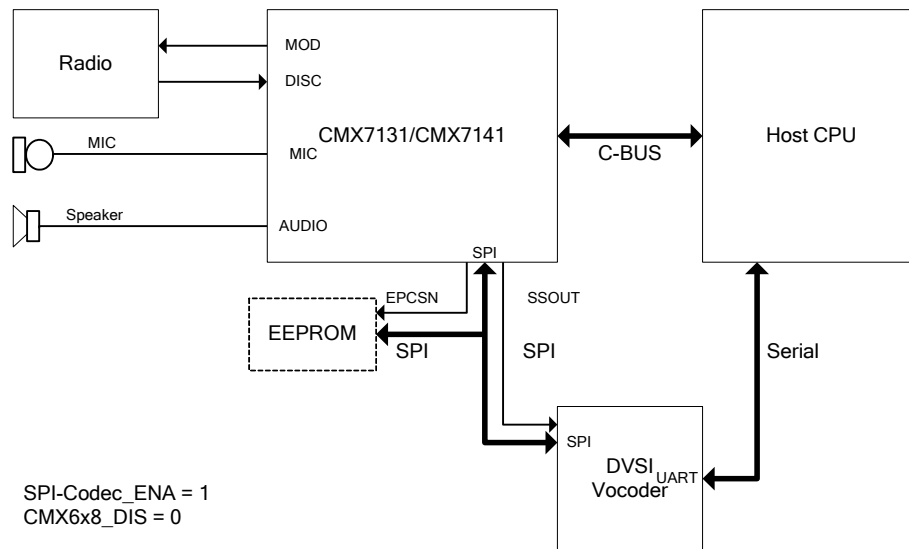 MOD
Radio
DISC
CMX7131/CMX7141
Host CPU
MIC
MIC
C-BUS
Speaker
AUDIO
SPI
EPCSN
SSOUT
EEPROM
SPI
SPI
Serial
SPI
DVSI
Vocoder
UART
SPI-Codec_ENA = 1
CMX6x8_DIS = 0